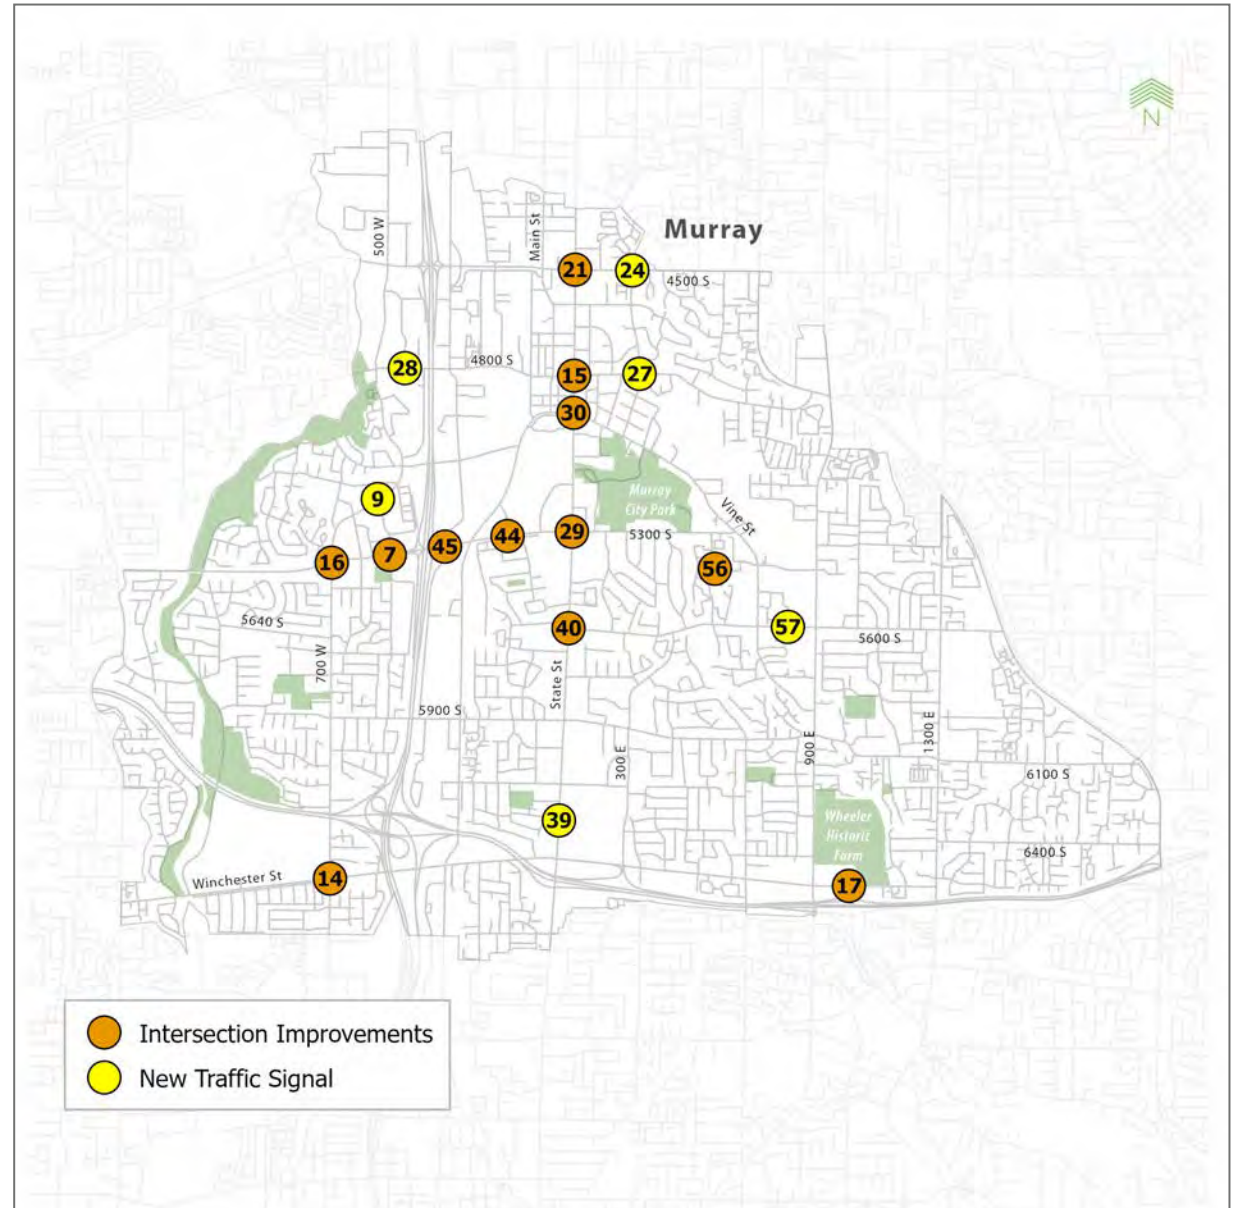 N
Murray
Main St
500 W
21
24
4500 S
28
4800 S
15
27
30
9
Murray
City Park
Vine St
16
7
45
44
29
5300 S
56
5640 S
40
57
5600 S
700 W
State St
5900 S
300 E
900 E
1300 E
6100 S
39
Wheeler
Historic
Farm
6400 S
Winchester St
14
17
Intersection Improvements
New Traffic Signal